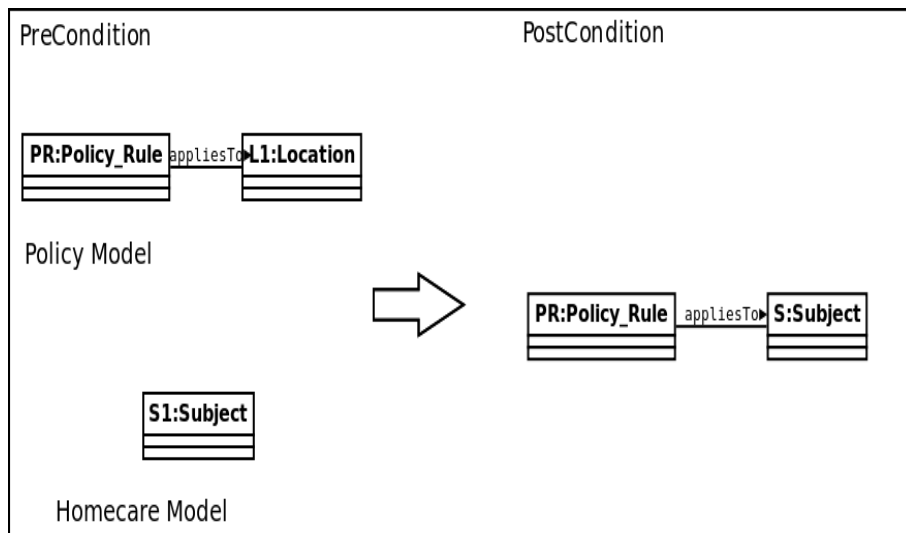 PreCondition
PostCondition
PR:Policy_Rule appliesTo L1:Location
Policy Model
PR:Policy_Rule appliesTo S:Subject
S1:Subject
Homecare Model